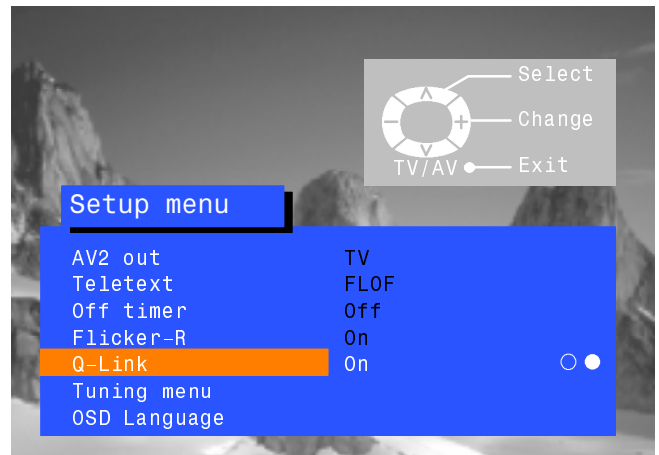 Select
Change
TV/AV Exit
Setup menu
AV2 out TV
Teletext FLOF
Off timer Off
Flicker-R On
Q-Link On
Tuning menu
OSD Language